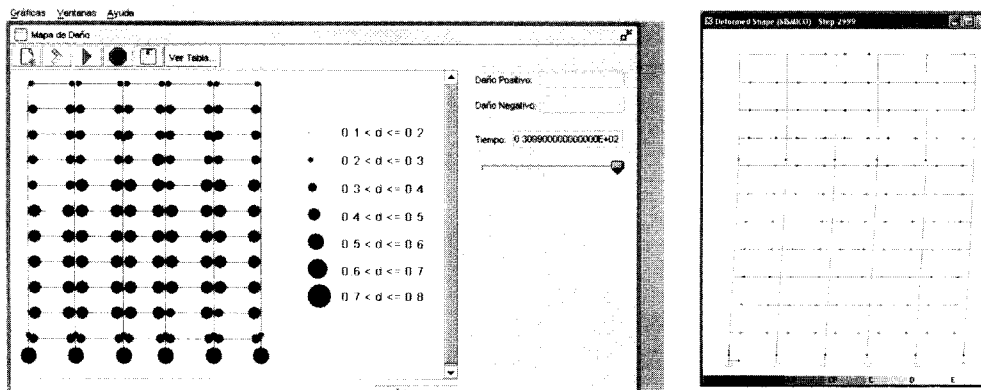 Gráficas Ventanas Ayuda
Mapa de Daño
Ver Tabla...
Daño Positivo:
Daño Negativo:
Tiempo: 0.309900000000000E+02
0.1 < d <= 0.2
0.2 < d <= 0.3
0.3 < d <= 0.4
0.4 < d <= 0.5
0.5 < d <= 0.6
0.6 < d <= 0.7
0.7 < d <= 0.8
Deformed Shape (SISMICO) - Step 2999
D E